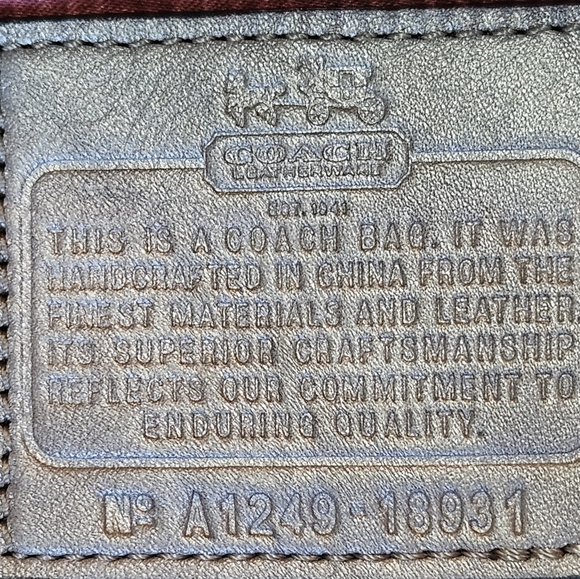 COACH
LEATHERWARE
EST. 1941
THIS IS A COACH BAG. IT WAS
HANDCRAFTED IN CHINA FROM THE
FINEST MATERIALS AND LEATHER
ITS SUPERIOR CRAFTSMANSHIP
REFLECTS OUR COMMITMENT TO
ENDURING QUALITY.
Nº A1249-18931